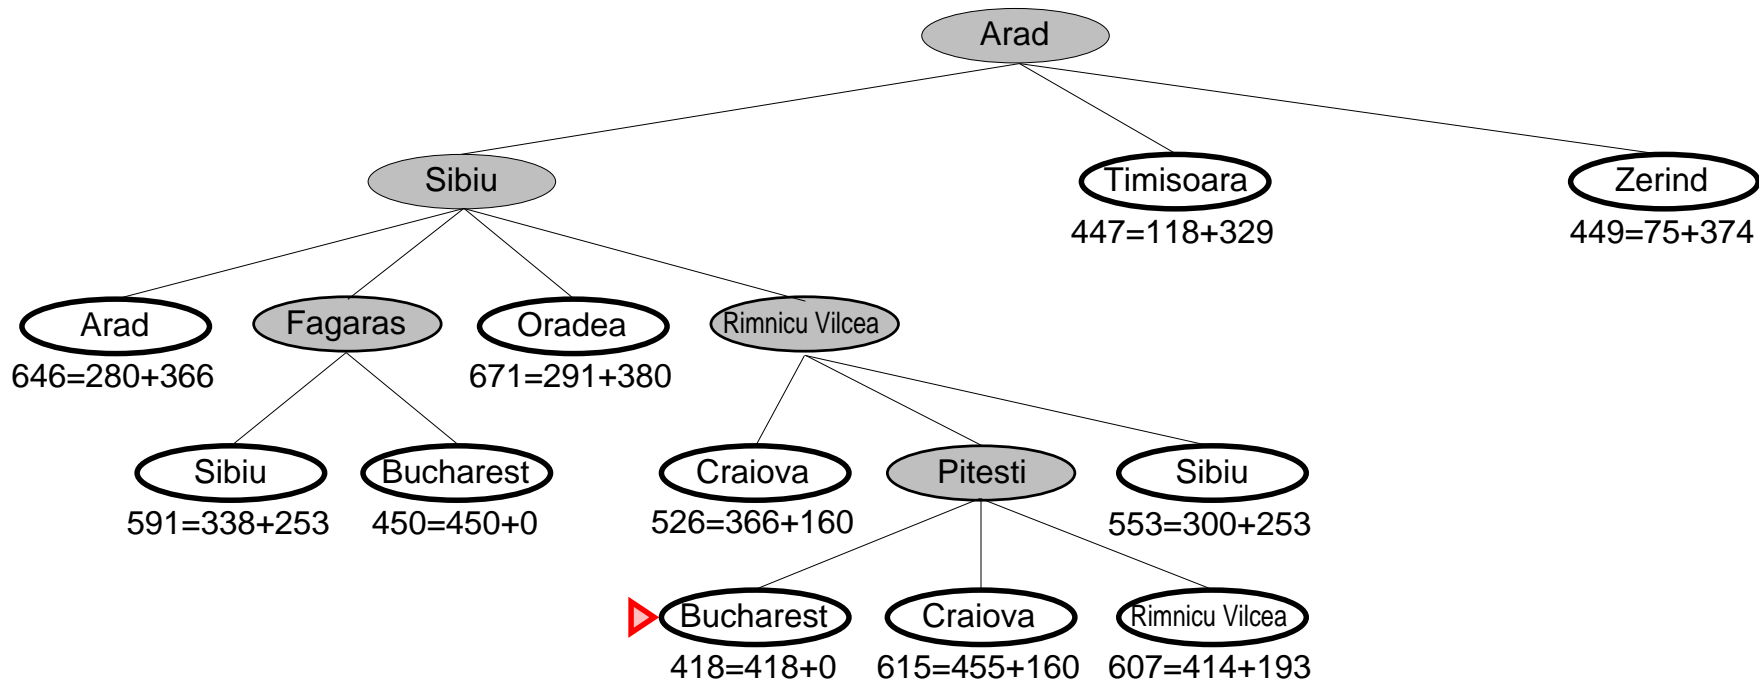 Arad
Sibiu
Timisoara
Zerind
447=118+329
449=75+374
Arad
Fagaras
Oradea
Rimnicu Vilcea
646=280+366
671=291+380
Sibiu
Bucharest
Craiova
Pitesti
Sibiu
591=338+253
450=450+0
526=366+160
553=300+253
Bucharest
Craiova
Rimnicu Vilcea
418=418+0
615=455+160
607=414+193